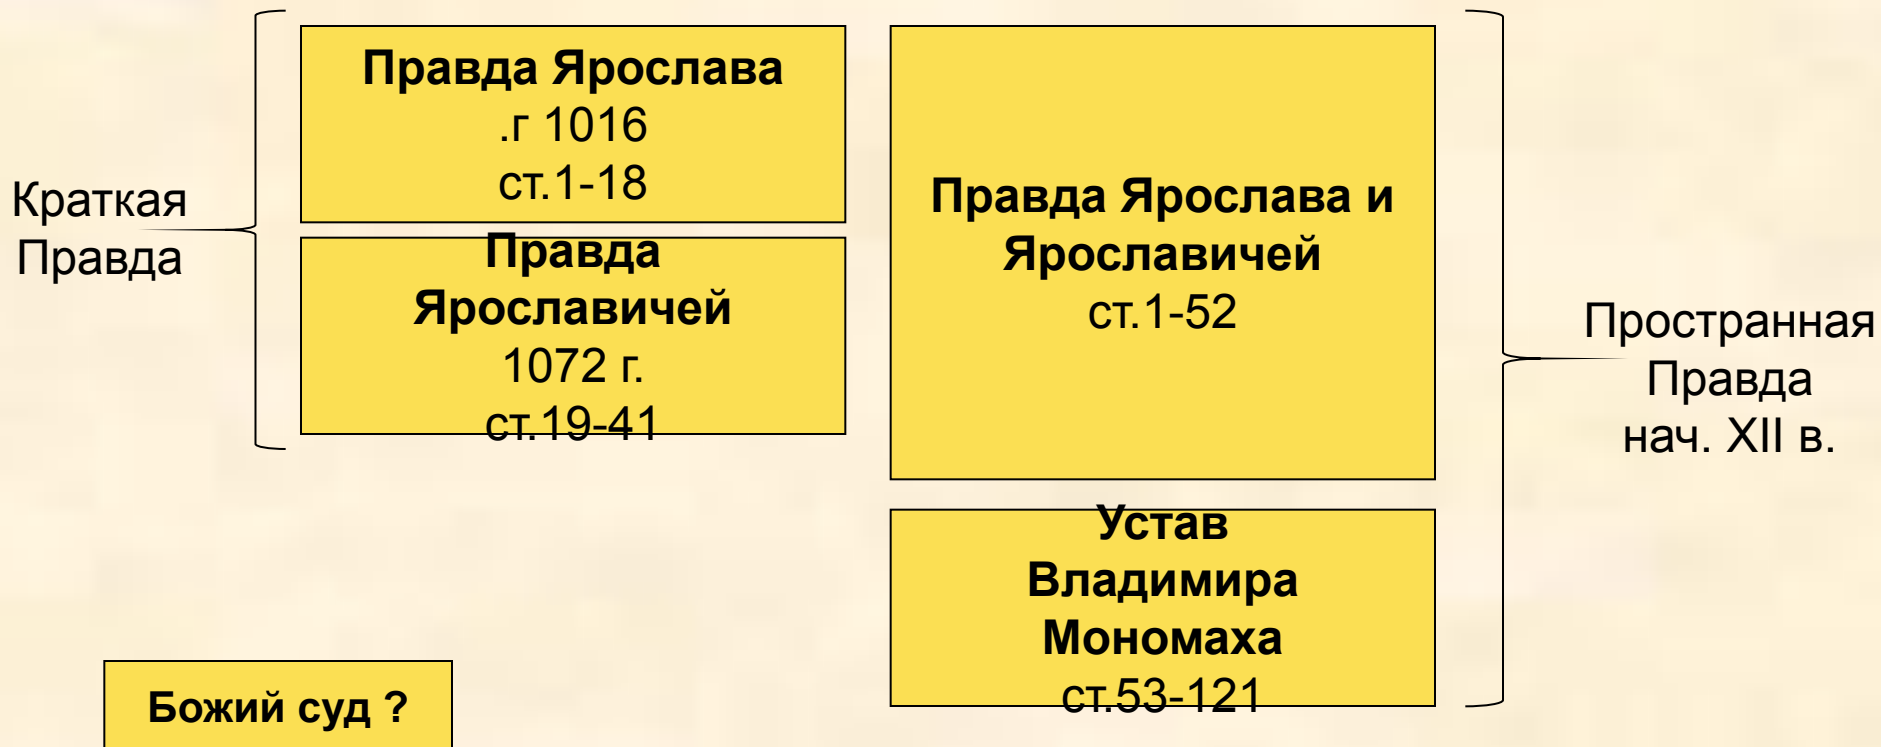 Краткая
Правда
Правда Ярослава
.г 1016
ст.1-18
Правда
Ярославичей
1072 г.
ст.19-41
Правда Ярослава и
Ярославичей
ст.1-52
Устав
Владимира
Мономаха
ст.53-121
Пространная
Правда
нач. XII в.
Божий суд ?